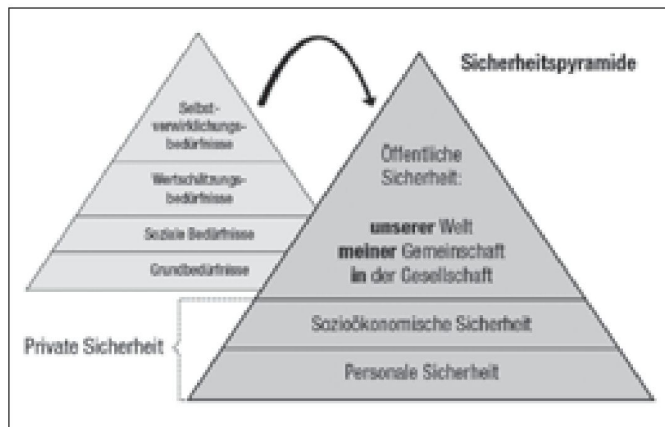 Sicherheitspyramide
Selbst-
verwirklichungs-
bedürfnisse
Wertschätzungs-
bedürfnisse
Soziale Bedürfnisse
Grundbedürfnisse
Öffentliche
Sicherheit:
unserer Welt
meiner Gemeinschaft
in der Gesellschaft
Sozioökonomische Sicherheit
Personale Sicherheit
Private Sicherheit